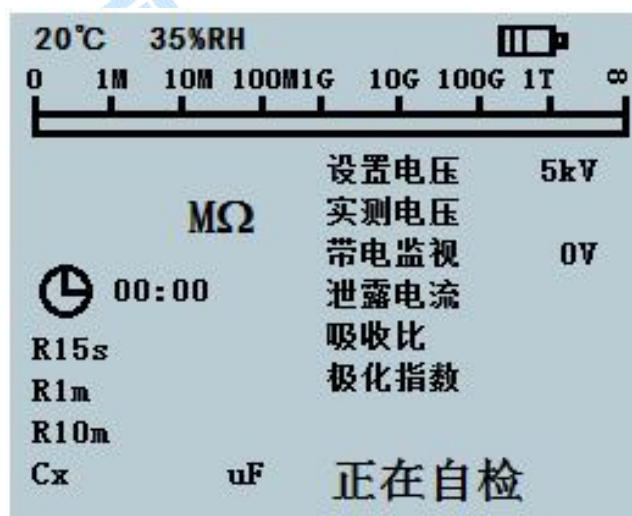 20℃ 35%RH
0 1M 10M 100M 1G 10G 100G 1T ∞
设置电压 5kV
MΩ 实测电压
带电监视 0V
00:00 泄露电流
R15s 吸收比
R1m 极化指数
R10m
Cx uF 正在自检